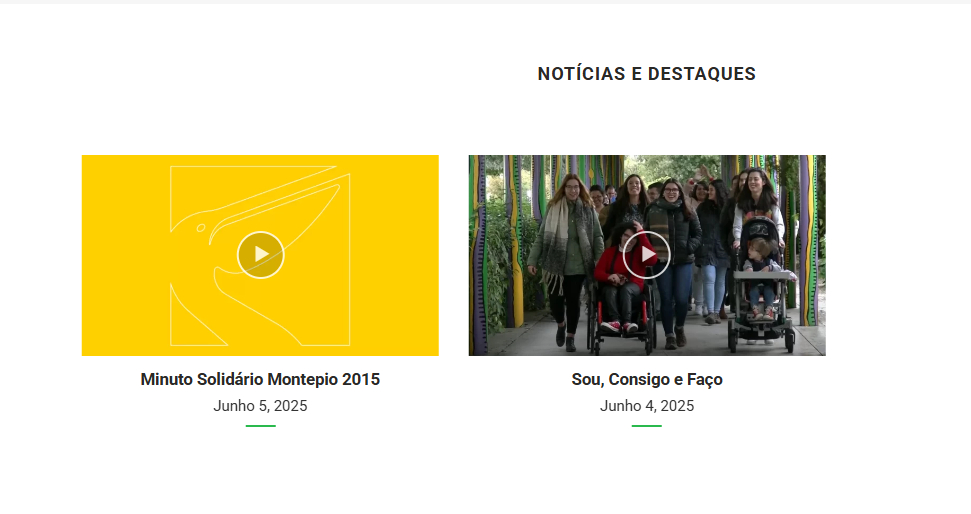 NOTÍCIAS E DESTAQUES
Minuto Solidário Montepio 2015
Junho 5, 2025
Sou, Consigo e Faço
Junho 4, 2025